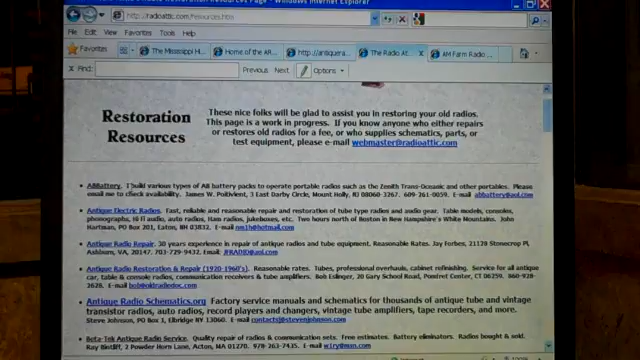 Windows Internet Explorer
http://radioattic.com/resources.htm
File Edit View Favorites Tools Help
Favorites The Mississippi H... Home of the AR... http://antiquera... The Radio At... AM Farm Radio ...
Find: Previous Next Options
Restoration Resources
These nice folks will be glad to assist you in restoring your old radios.
This page is a work in progress. If you know anyone who either repairs
or restores old radios for a fee, or who supplies schematics, parts, or
test equipment, please e-mail webmaster@radioattic.com
ABBattery. I build various types of AB battery packs to operate portable radios such as the Zenith Trans-Oceanic and other portables. Please
email me to check availability. James W. Poitivient, 3 East Darby Circle, Mount Holly, NJ 08060-3267. 609-261-0059. E-mail abbattery@aol.com
Antique Electric Radios. Fast, reliable and reasonable repair and restoration of tube type radios and audio gear. Table models, consoles,
phonographs, Hi fi audio, auto radios, Ham radios, jukeboxes, etc. Two hours north of Boston in New Hampshire's White Mountains. John
Hartman, PO Box 201, Eaton, NH 03832. E-mail nm1h@hotmail.com
Antique Radio Repair. 30 years experience in repair of antique radios and tube equipment. Reasonable Rates. Jay Forbes, 21138 Stonecrop Pl,
Ashburn, VA, 20147. 703-729-9432. Email JFRADIO@aol.com
Antique Radio Restoration & Repair (1920-1960's). Reasonable rates. Tubes, professional overhauls, cabinet refinishing. Service for all antique
car, table & console radios, communication receivers & tube amplifiers. Bob Eslinger, 20 Gary School Road, Pomfret Center, CT 06259. 860-928-
2628. E-mail bob@oldradiodoc.com
Antique Radio Schematics.org Factory service manuals and schematics for thousands of antique tube and vintage
transistor radios, auto radios, record players and changers, vintage tube amplifiers, tape recorders, and more.
Steve Johnson, PO Box 1, Elbridge NY 13060. E-mail contact@stevenjohnson.com
Beta-Tek Antique Radio Service. Quality repair of radios & communication sets. Free estimates. Battery eliminators. Radios bought & sold.
Ray Bintliff, 2 Powder Horn Lane, Acton, MA 01720. 978-263-7435. E-mail